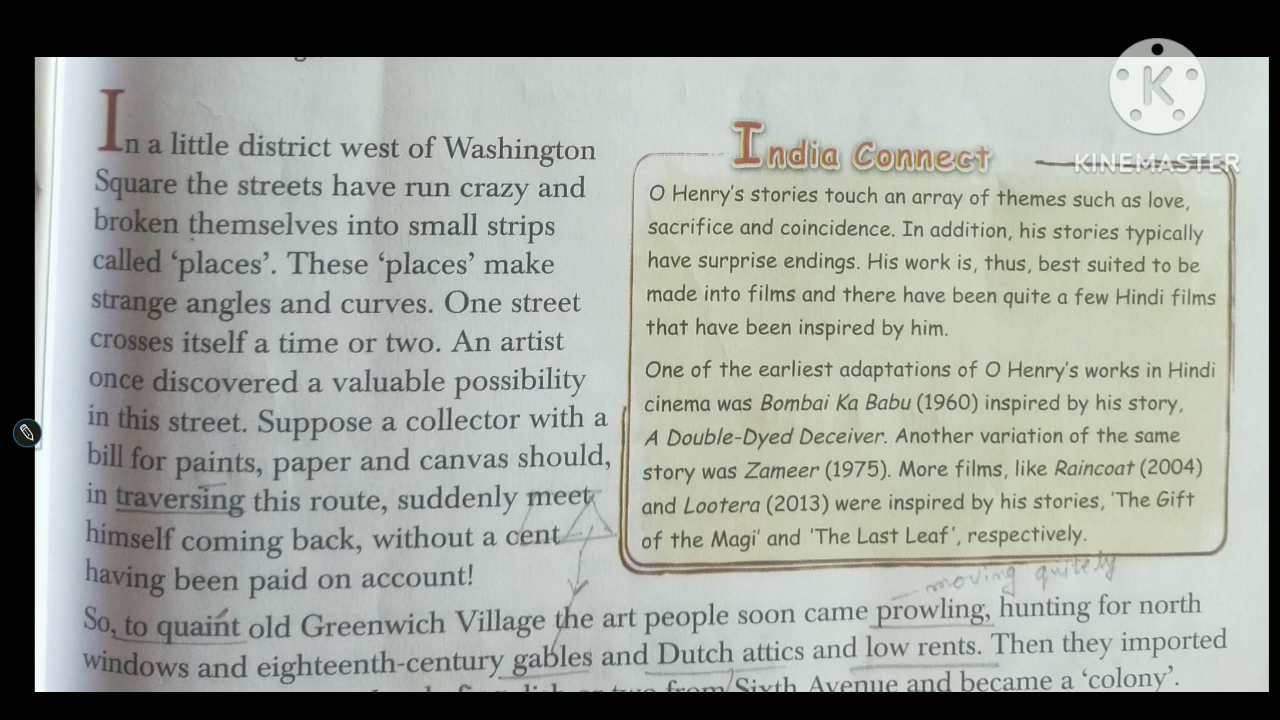 In a little district west of Washington
Square the streets have run crazy and
broken themselves into small strips
called ‘places’. These ‘places’ make
strange angles and curves. One street
crosses itself a time or two. An artist
once discovered a valuable possibility
in this street. Suppose a collector with a
bill for paints, paper and canvas should,
in traversing this route, suddenly meet
himself coming back, without a cent
having been paid on account!
K
KINEMASTER
India Connect
O Henry's stories touch an array of themes such as love,
sacrifice and coincidence. In addition, his stories typically
have surprise endings. His work is, thus, best suited to be
made into films and there have been quite a few Hindi films
that have been inspired by him.
One of the earliest adaptations of O Henry's works in Hindi
cinema was Bombai Ka Babu (1960) inspired by his story,
A Double-Dyed Deceiver. Another variation of the same
story was Zameer (1975). More films, like Raincoat (2004)
and Lootera (2013) were inspired by his stories, 'The Gift
of the Magi' and 'The Last Leaf', respectively.
moving quitely
So, to quaint old Greenwich Village the art people soon came prowling, hunting for north
windows and eighteenth-century gables and Dutch attics and low rents. Then they imported
from Sixth Avenue and became a ‘colony’.